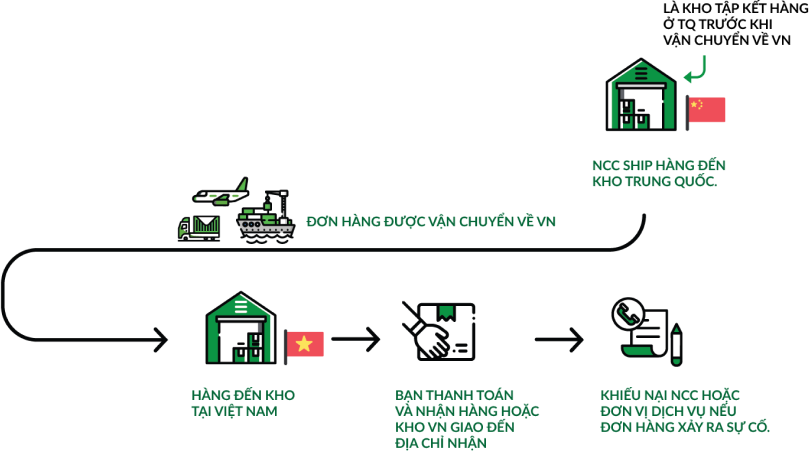 LÀ KHO TẬP KẾT HÀNG
Ở TQ TRƯỚC KHI
VẬN CHUYỂN VỀ VN
NCC SHIP HÀNG ĐẾN
KHO TRUNG QUỐC.
ĐƠN HÀNG ĐƯỢC VẬN CHUYỂN VỀ VN
HÀNG ĐẾN KHO
TẠI VIỆT NAM
BẠN THANH TOÁN
VÀ NHẬN HÀNG HOẶC
KHO VN GIAO ĐẾN
ĐỊA CHỈ NHẬN
KHIẾU NẠI NCC HOẶC
ĐƠN VỊ DỊCH VỤ NẾU
ĐƠN HÀNG XẢY RA SỰ CỐ.